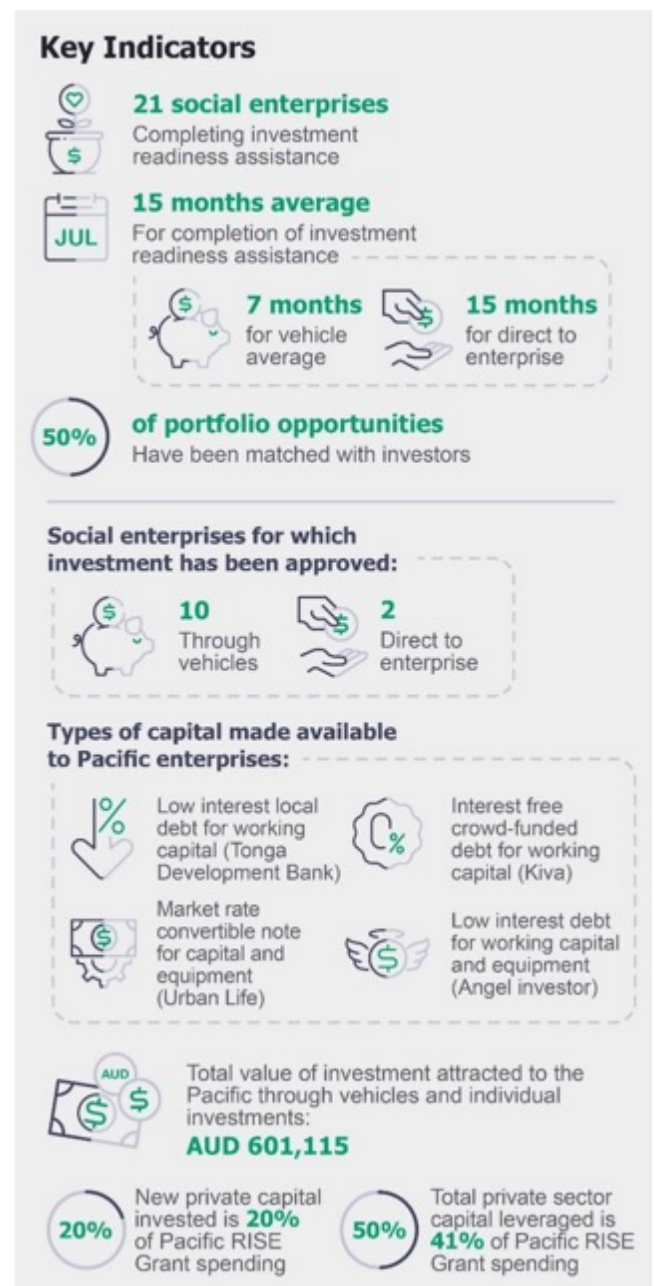 Key Indicators
21 social enterprises
Completing investment
readiness assistance
JUL
15 months average
For completion of investment
readiness assistance
7 months
for vehicle
average
15 months
for direct to
enterprise
50%
of portfolio opportunities
Have been matched with investors
Social enterprises for which
investment has been approved:
10
Through
vehicles
2
Direct to
enterprise
Types of capital made available
to Pacific enterprises:
%
Low interest local
debt for working
capital (Tonga
Development Bank)
0%
Interest free
crowd-funded
debt for working
capital (Kiva)
Market rate
convertible note
for capital and
equipment
(Urban Life)
Low interest debt
for working capital
and equipment
(Angel investor)
AUD
Total value of investment attracted to the
Pacific through vehicles and individual
investments:
AUD 601,115
20%
New private capital
invested is 20%
of Pacific RISE
Grant spending
50%
Total private sector
capital leveraged is
41% of Pacific RISE
Grant spending